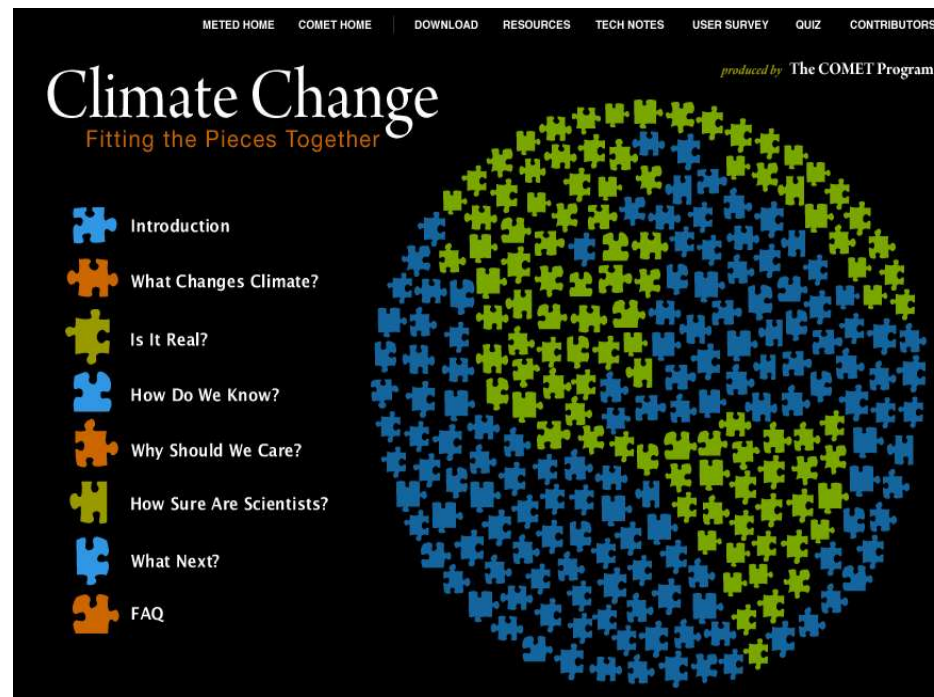 METED HOME COMET HOME DOWNLOAD RESOURCES TECH NOTES USER SURVEY QUIZ CONTRIBUTORS
produced by The COMET Program
Climate Change
Fitting the Pieces Together
Introduction
What Changes Climate?
Is It Real?
How Do We Know?
Why Should We Care?
How Sure Are Scientists?
What Next?
FAQ